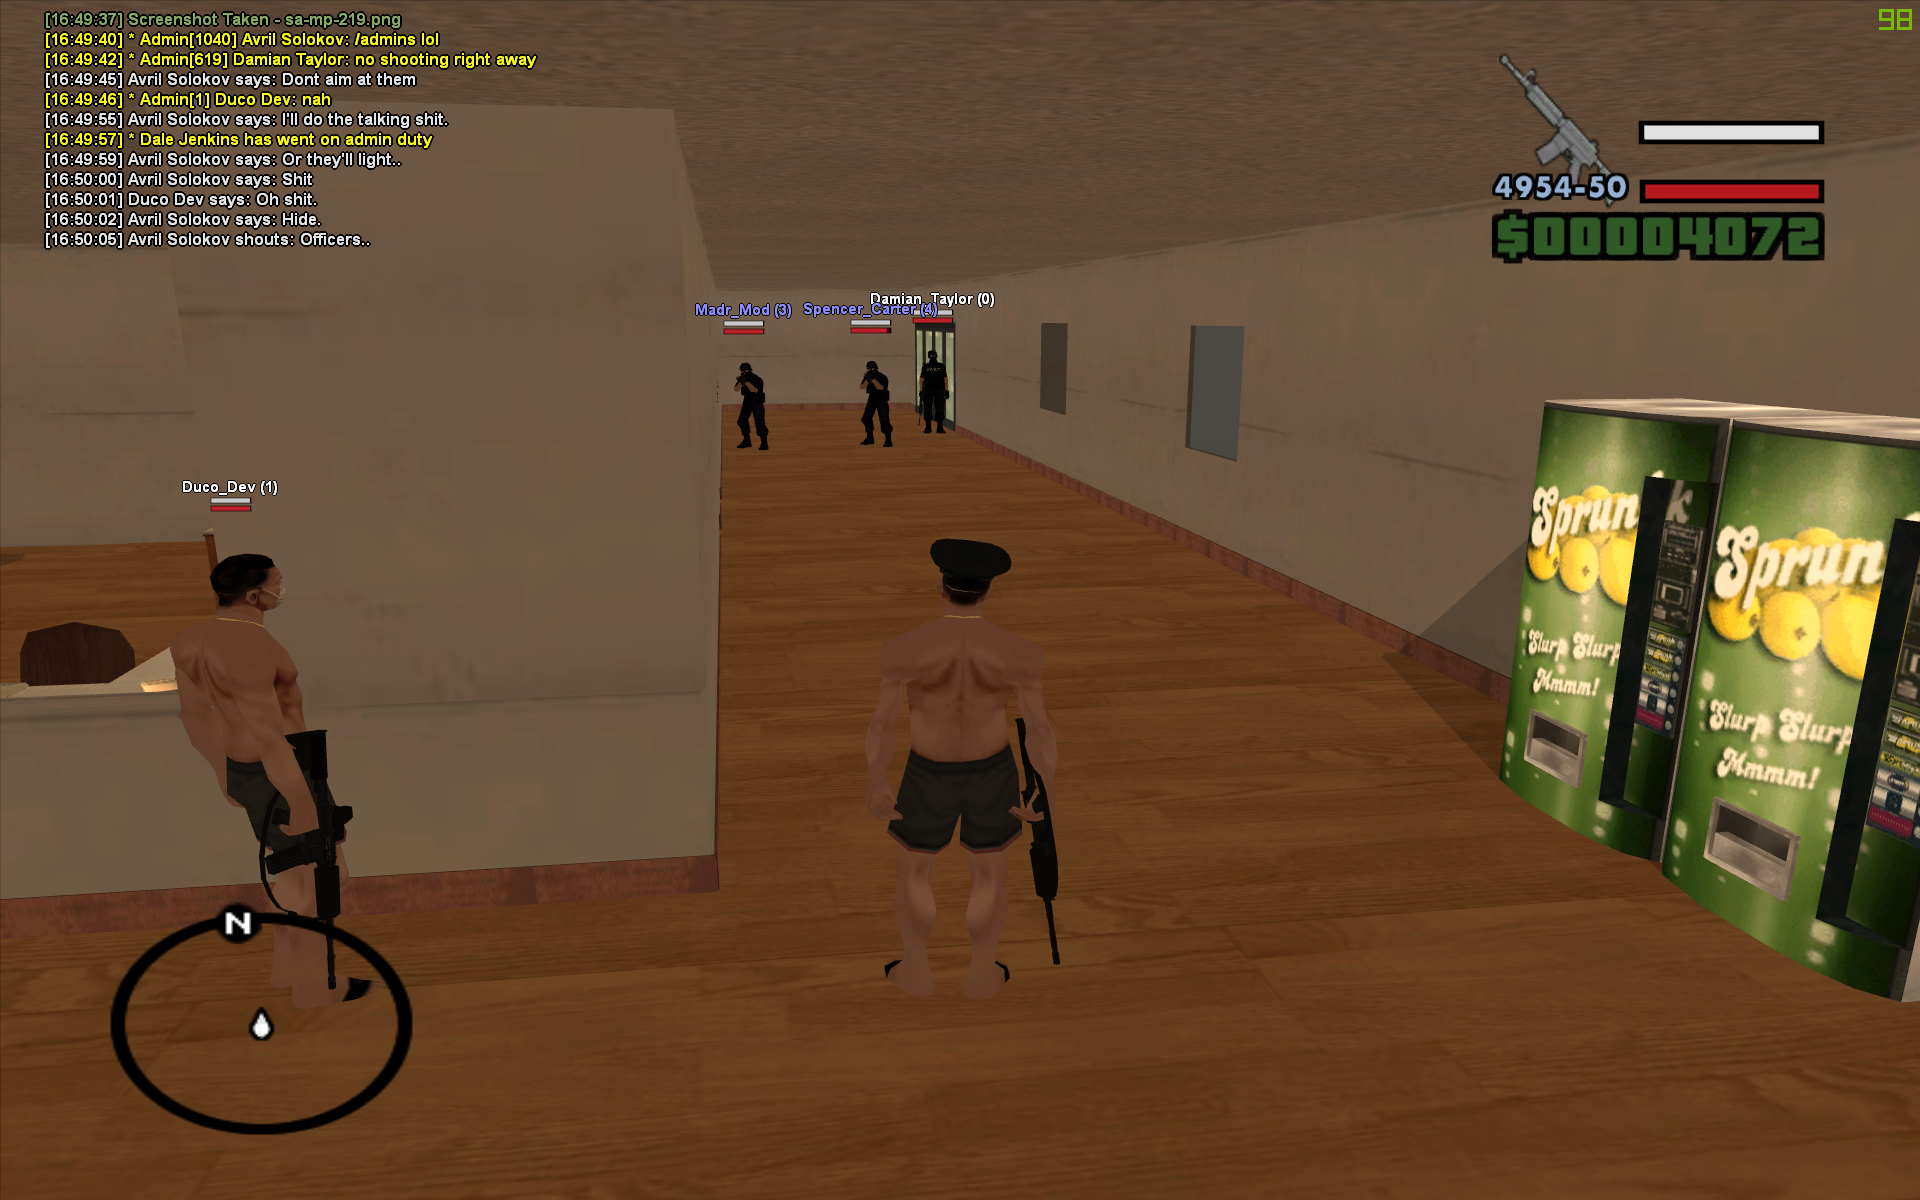 [16:49:37] Screenshot Taken - sa-mp-219.png
[16:49:40] * Admin[1040] Avril Solokov: /admins lol
[16:49:42] * Admin[619] Damian Taylor: no shooting right away
[16:49:45] Avril Solokov says: Dont aim at them
[16:49:46] * Admin[1] Duco Dev: nah
[16:49:55] Avril Solokov says: I'll do the talking shit.
[16:49:57] * Dale Jenkins has went on admin duty
[16:49:59] Avril Solokov says: Or they'll light..
[16:50:00] Avril Solokov says: Shit
[16:50:01] Duco Dev says: Oh shit.
[16:50:02] Avril Solokov says: Hide.
[16:50:05] Avril Solokov shouts: Officers..
98
4954-50
$00004072
Damian_Taylor (0)
Madr_Mod (3)
Spencer_Carter (4)
Duco_Dev (1)
Sprun k
Slurp Slurp
Mmmm!
Sprun
Slurp Slurp
Mmmm!
N